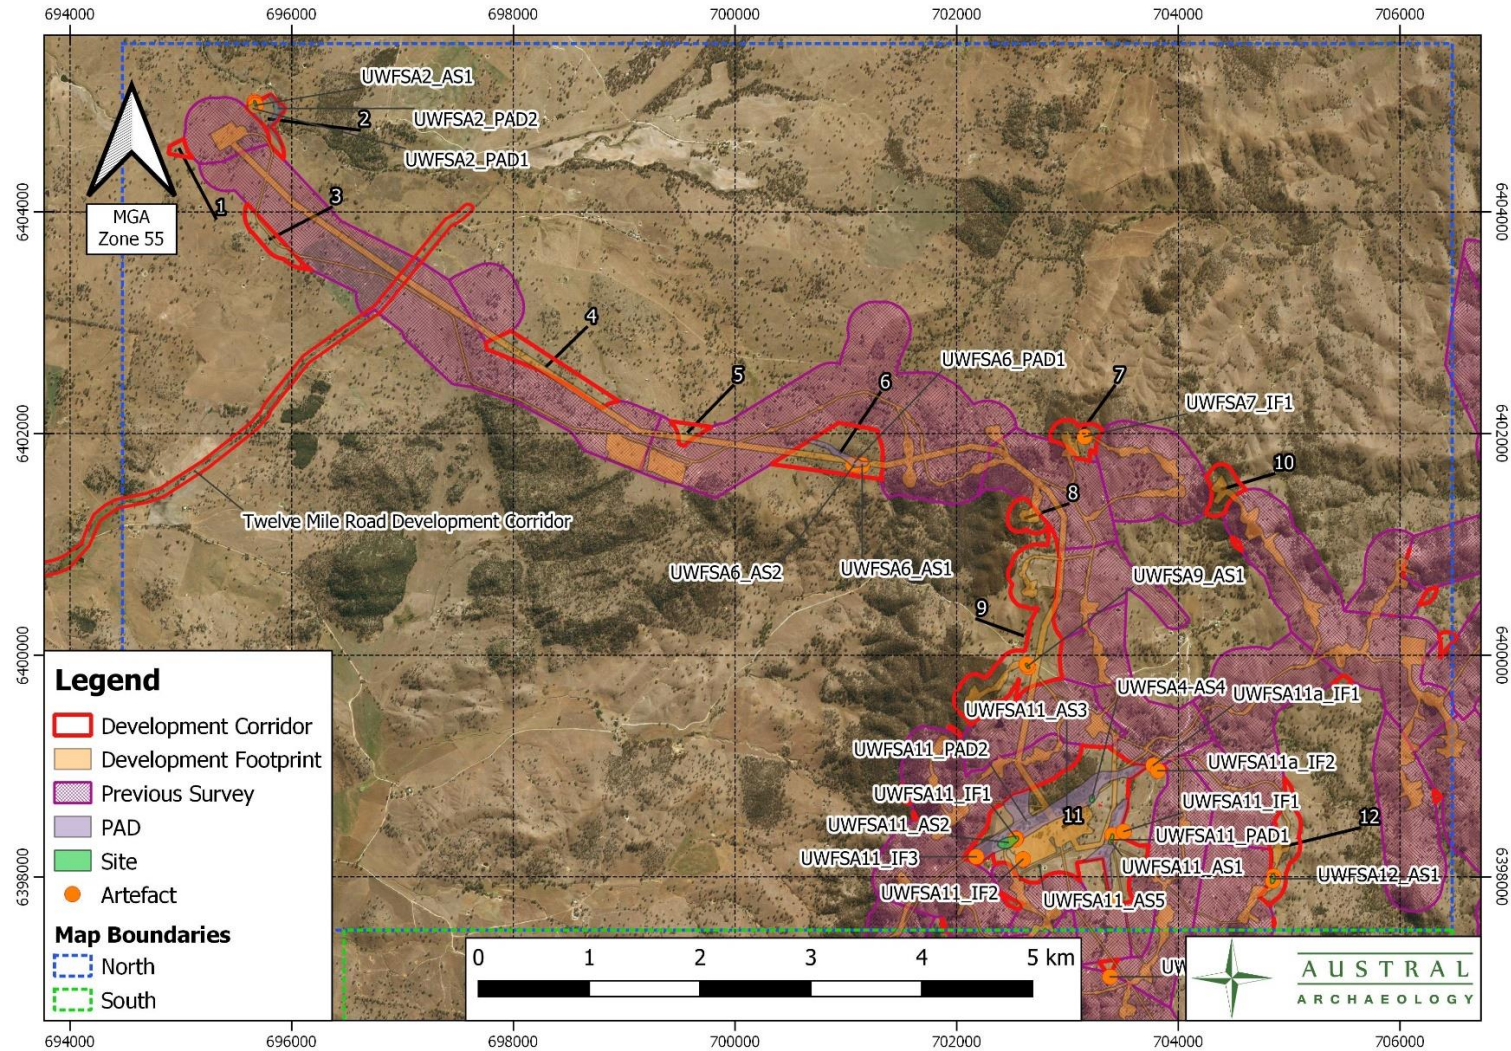 694000
696000
698000
700000
702000
704000
706000
UWFSA2_AS1
2
UWFSA2_PAD2
UWFSA2_PAD1
MGA
Zone 55
1
3
6404000
6404000
4
5
6
UWFSA6_PAD1
7
UWFSA7_IF1
6402000
6402000
10
8
Twelve Mile Road Development Corridor
UWFSA6_AS2
UWFSA6_AS1
UWFSA9_AS1
9
6400000
6400000
UWFSA4-AS4
UWFSA11a_IF1
UWFSA11_AS3
UWFSA11_PAD2
UWFSA11a_IF2
UWFSA11_IF1
UWFSA11_IF1
11
12
UWFSA11_AS2
UWFSA11_PAD1
UWFSA11_IF3
UWFSA11_AS1
UWFSA12_AS1
UWFSA11_IF2
UWFSA11_AS5
6398000
6398000
Legend
Development Corridor
Development Footprint
Previous Survey
PAD
Site
Artefact
Map Boundaries
North
South
0 1 2 3 4 5 km
UW
AUSTRAL
ARCHAEOLOGY
694000
696000
698000
700000
702000
704000
706000